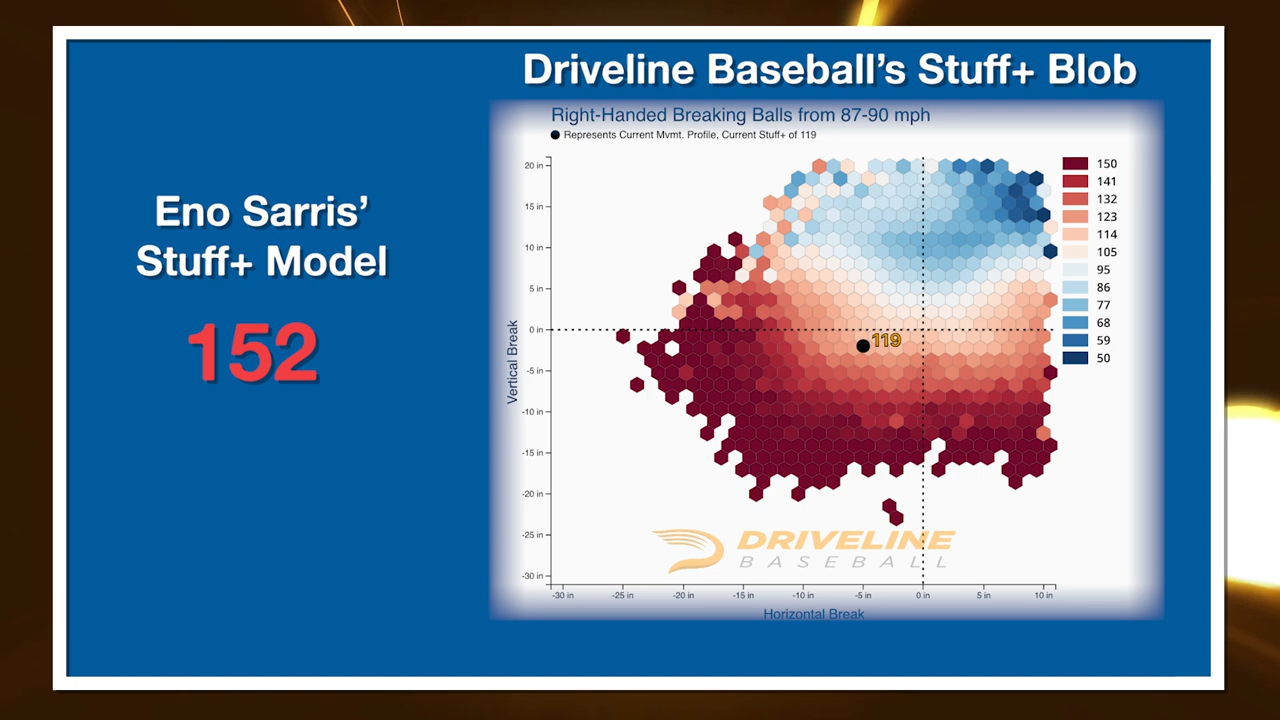 Driveline Baseball's Stuff+ Blob
Eno Sarris'
Stuff+ Model
152
Right-Handed Breaking Balls from 87-90 mph
Represents Current Mvmt. Profile, Current Stuff+ of 119
20 in
15 in
10 in
5 in
0 in
-5 in
-10 in
-15 in
-20 in
-25 in
-30 in
Vertical Break
119
150
141
132
123
114
105
95
86
77
68
59
50
DRIVELINE
BASEBALL
-30 in
-25 in
-20 in
-15 in
-10 in
-5 in
0 in
5 in
10 in
Horizontal Break